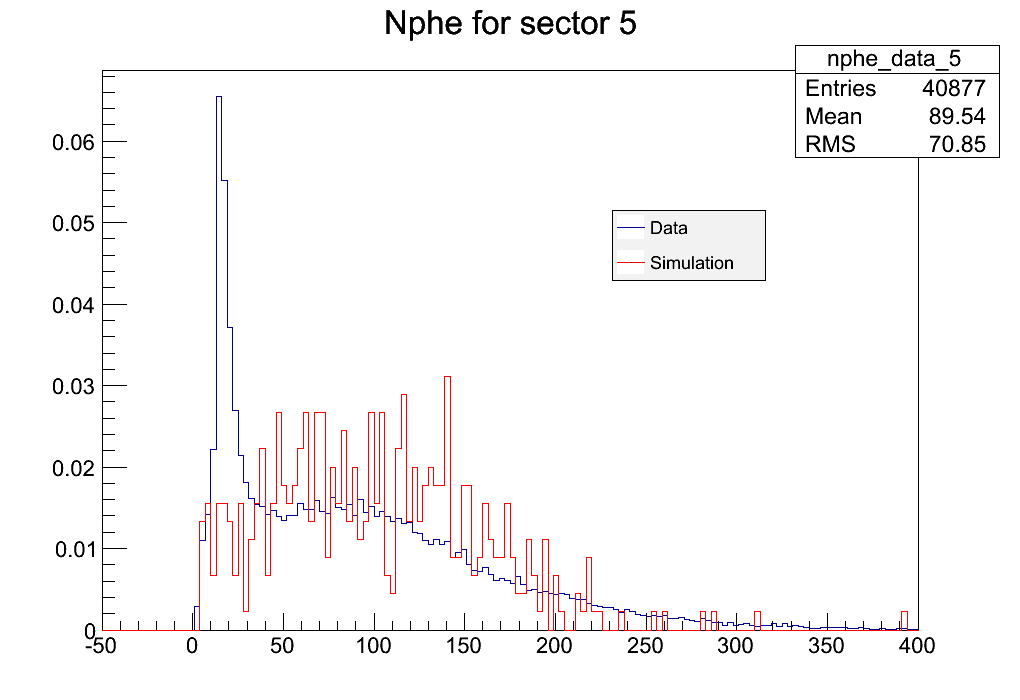 Nphe for sector 5
nphe_data_5
Entries 40877
Mean 89.54
RMS 70.85
0.06
0.05
0.04
0.03
0.02
0.01
0
Data
Simulation
-50 0 50 100 150 200 250 300 350 400